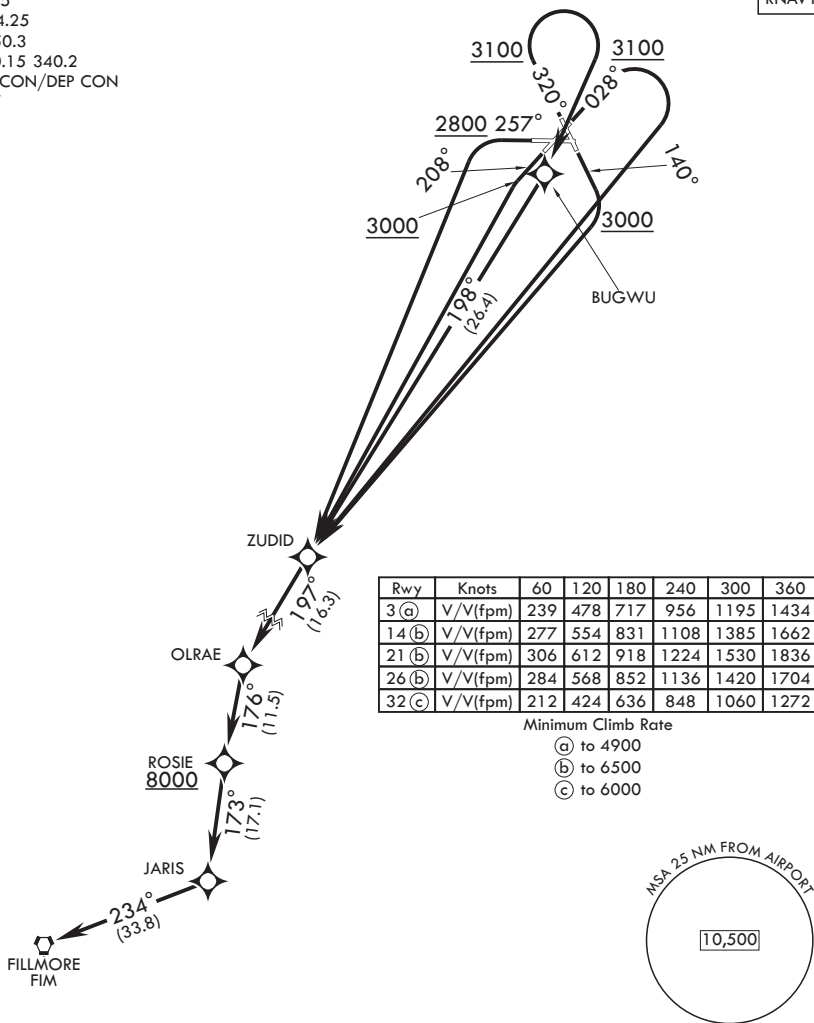 4.25
50.3
0.15 340.2
CON/DEP CON
3100
3100
320°
028°
2800 257°
208°
140°
3000
3000
BUGWU
198°
(26.4)
ZUDID
197°
(16.3)
OLRAE
176°
(11.5)
ROSIE
8000
173°
(17.1)
JARIS
234°
(33.8)
FILLMORE
FIM
Rwy Knots 60 120 180 240 300 360
3 ⓐ V/V(fpm) 239 478 717 956 1195 1434
14 ⓑ V/V(fpm) 277 554 831 1108 1385 1662
21 ⓑ V/V(fpm) 306 612 918 1224 1530 1836
26 ⓑ V/V(fpm) 284 568 852 1136 1420 1704
32 ⓒ V/V(fpm) 212 424 636 848 1060 1272
Minimum Climb Rate
ⓐ to 4900
ⓑ to 6500
ⓒ to 6000
MSA 25 NM FROM AIRPORT
10,500